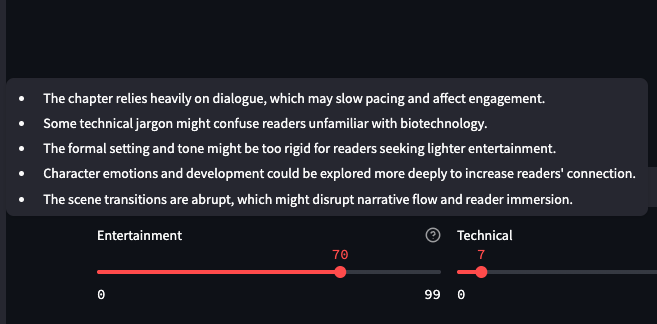 • The chapter relies heavily on dialogue, which may slow pacing and affect engagement.
• Some technical jargon might confuse readers unfamiliar with biotechnology.
• The formal setting and tone might be too rigid for readers seeking lighter entertainment.
• Character emotions and development could be explored more deeply to increase readers' connection.
• The scene transitions are abrupt, which might disrupt narrative flow and reader immersion.
Entertainment ? Technical
70 7
0 99 0